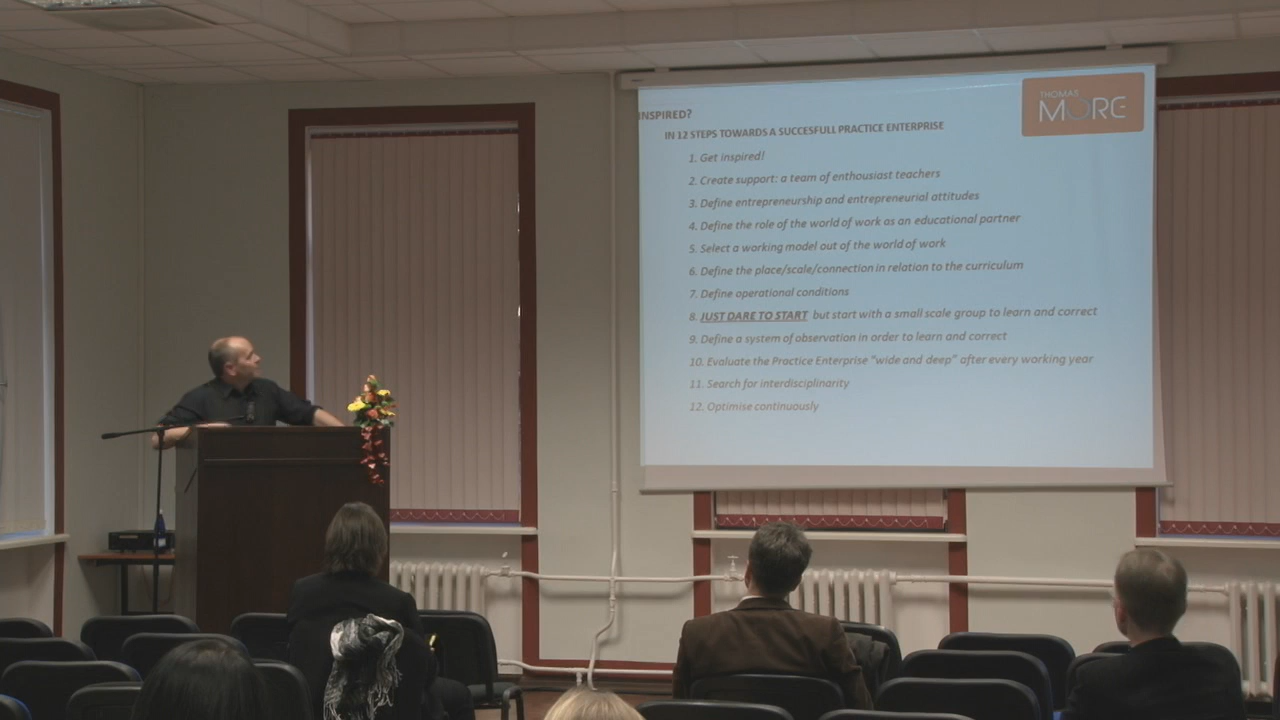 INSPIRED?
THOMAS
MORE
IN 12 STEPS TOWARDS A SUCCESFULL PRACTICE ENTERPRISE
1. Get inspired!
2. Create support: a team of enthousiast teachers
3. Define entrepreneurship and entrepreneurial attitudes
4. Define the role of the world of work as an educational partner
5. Select a working model out of the world of work
6. Define the place/scale/connection in relation to the curriculum
7. Define operational conditions
8. JUST DARE TO START but start with a small scale group to learn and correct
9. Define a system of observation in order to learn and correct
10. Evaluate the Practice Enterprise "wide and deep" after every working year
11. Search for interdisciplinarity
12. Optimise continuously